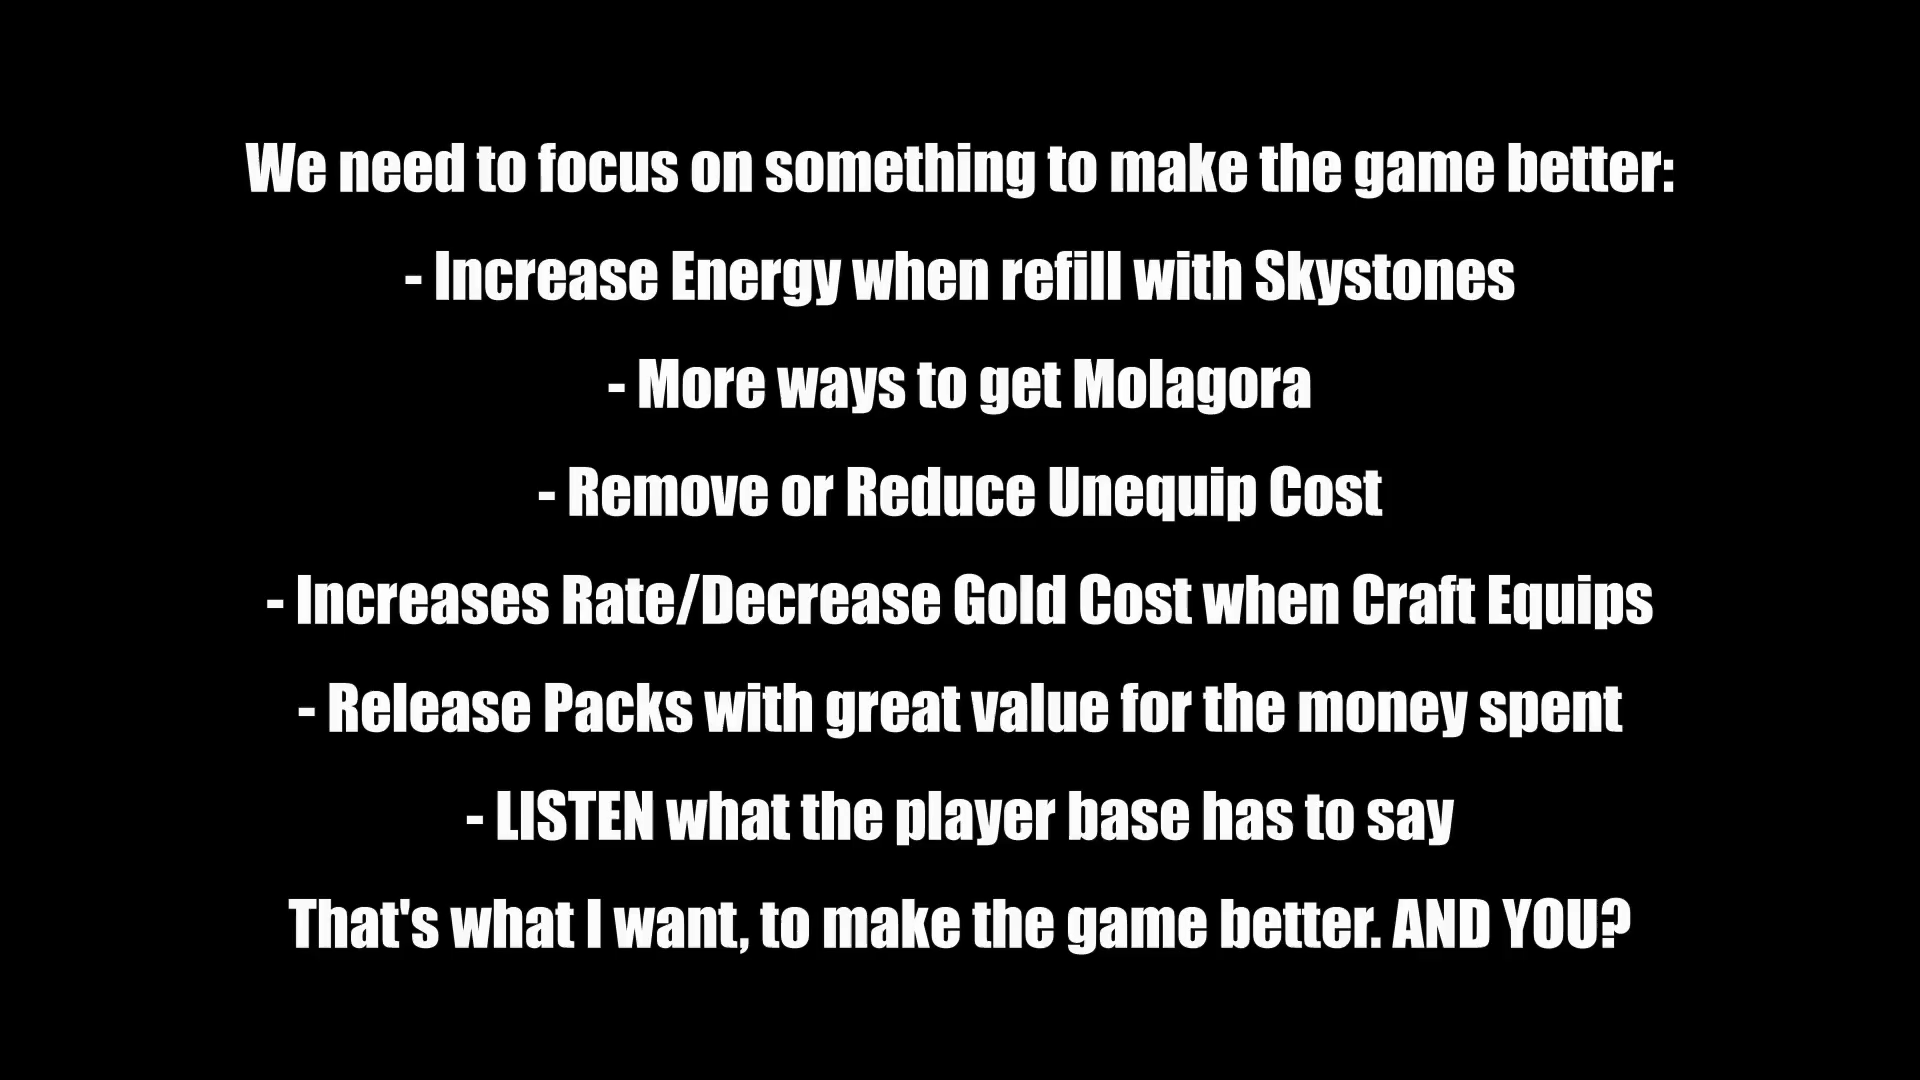 We need to focus on something to make the game better:
- Increase Energy when refill with Skystones
- More ways to get Molagora
- Remove or Reduce Unequip Cost
- Increases Rate/Decrease Gold Cost when Craft Equips
- Release Packs with great value for the money spent
- LISTEN what the player base has to say
That's what I want, to make the game better. AND YOU?